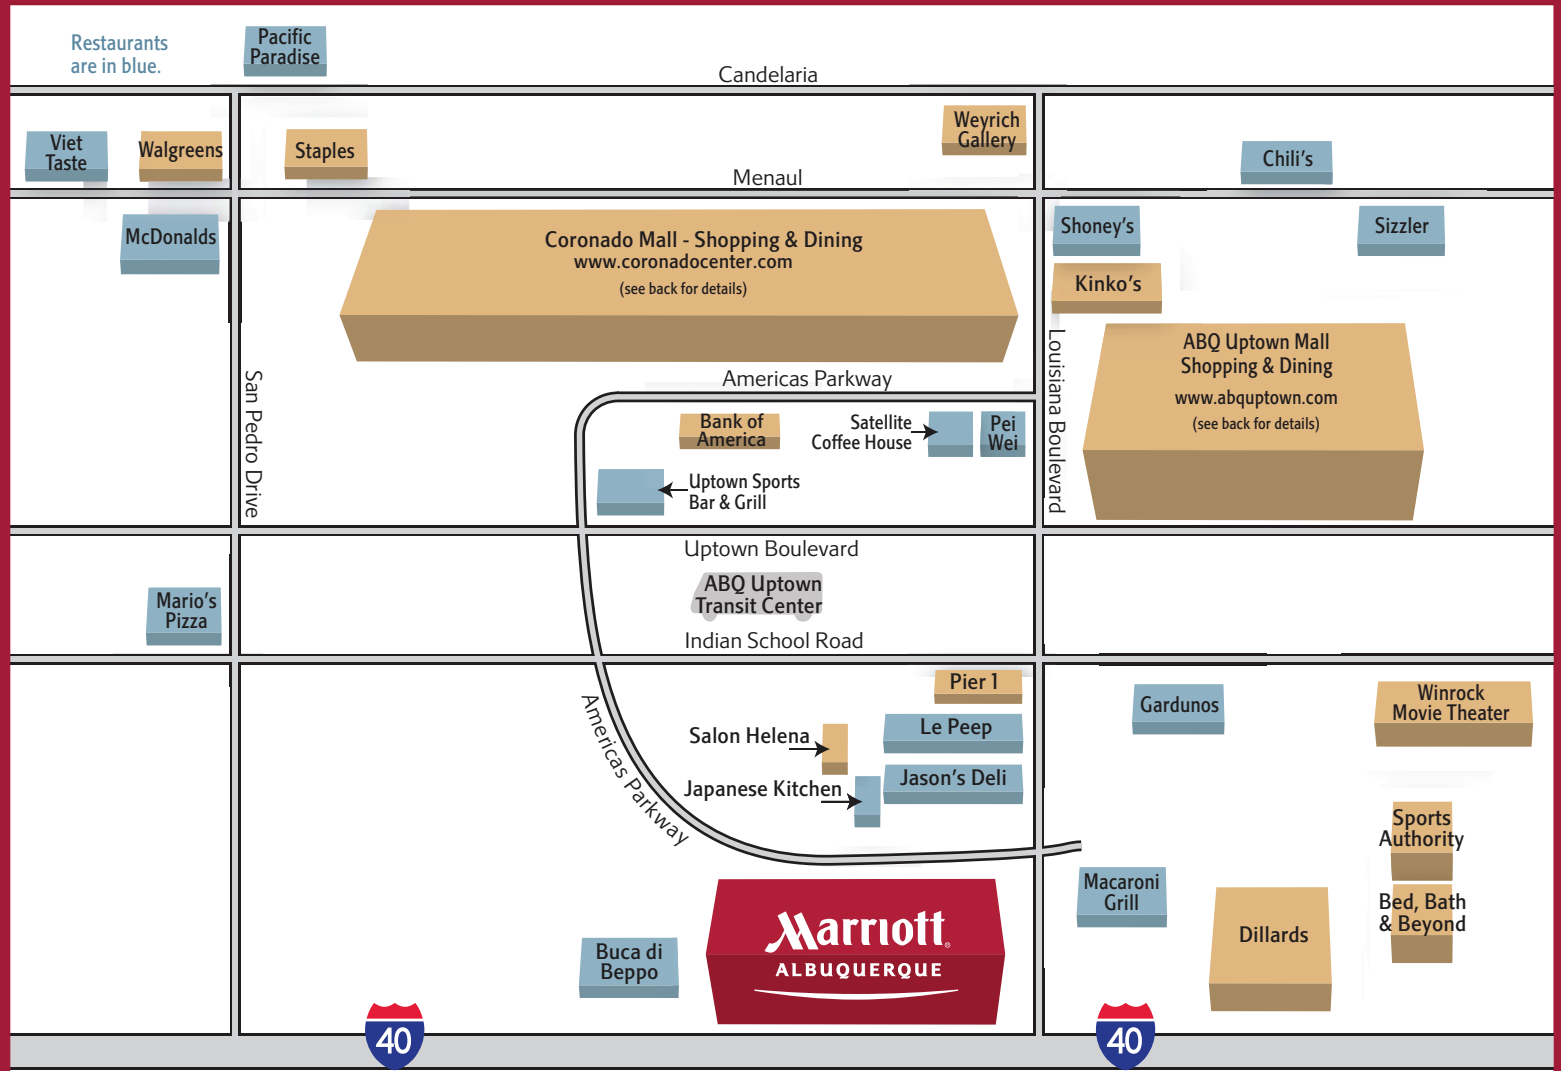 Restaurants
are in blue.
Pacific
Paradise
Candelaria
Viet
Taste
Walgreens
Staples
Weyrich
Gallery
Chili's
Menaul
McDonalds
Coronado Mall - Shopping & Dining
www.coronadocenter.com
(see back for details)
Shoney's
Sizzler
Kinko's
San Pedro Drive
Louisiana Boulevard
ABQ Uptown Mall
Shopping & Dining
www.abquptown.com
(see back for details)
Americas Parkway
Bank of
America
Satellite
Coffee House
Pei
Wei
Uptown Sports
Bar & Grill
Uptown Boulevard
ABQ Uptown
Transit Center
Mario's
Pizza
Indian School Road
Pier 1
Americas Parkway
Salon Helena
Le Peep
Japanese Kitchen
Jason's Deli
Gardunos
Winrock
Movie Theater
Sports
Authority
Macaroni
Grill
Dillards
Bed, Bath
& Beyond
Buca di
Beppo
Marriott®
ALBUQUERQUE
40
40